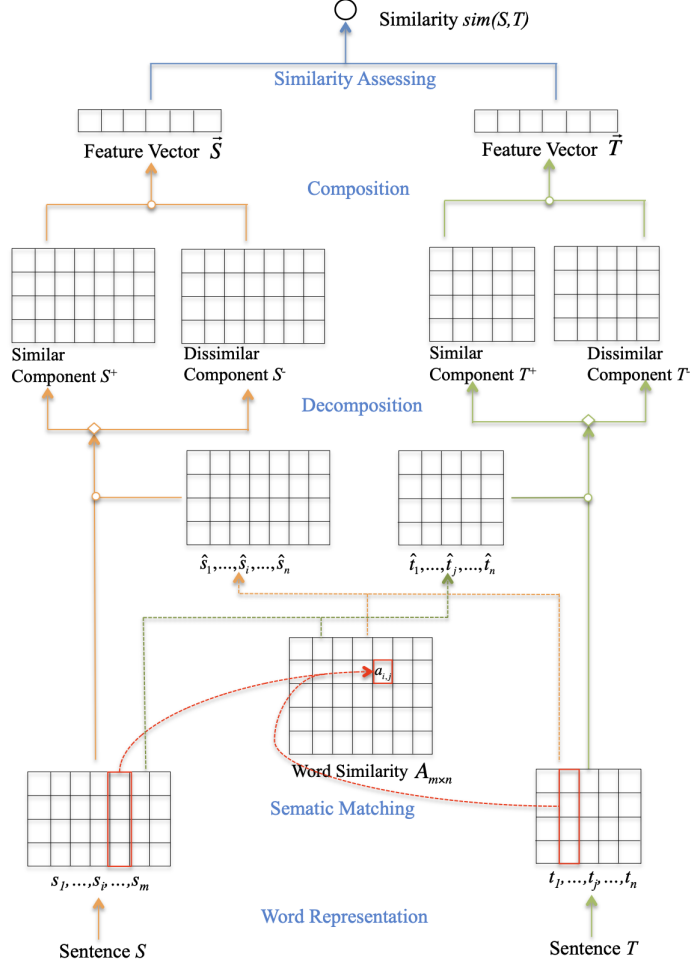 Similarity sim(S,T)
Similarity Assessing
Feature Vector S⃗
Feature Vector T⃗
Composition
Similar
Component S⁺
Dissimilar
Component S⁻
Similar
Component T⁺
Dissimilar
Component T⁻
Decomposition
ŝ₁,...,ŝᵢ,...,ŝₙ
t̂₁,...,t̂ⱼ,...,t̂ₙ
aᵢ,ⱼ
Word Similarity Aₘ×ₙ
Sematic Matching
s₁,...,sᵢ,...,sₘ
t₁,...,tⱼ,...,tₙ
Word Representation
Sentence S
Sentence T